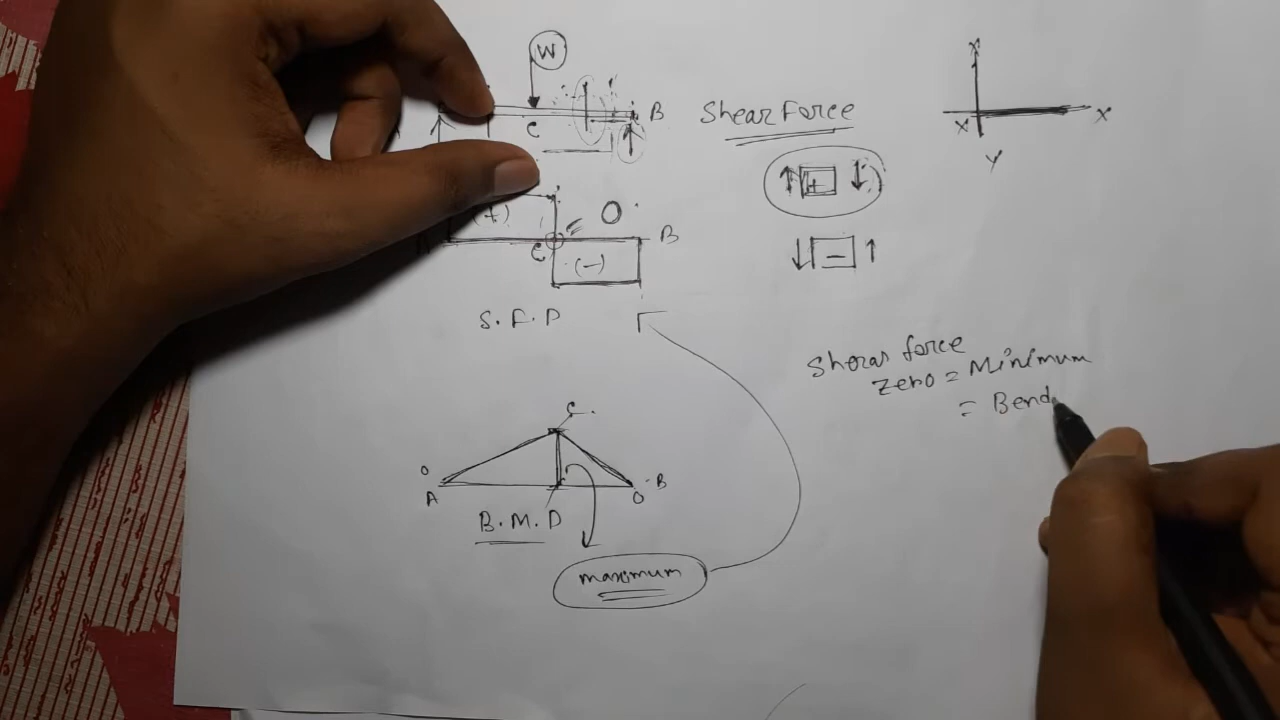 W
C
B
Shear Force
X
X
Y
+
(+)
O
C
B
(-)
−
S.F.D
Shear force
Zero = Minimum
= Bend
C
O
A
O
B
B.M.D
maximum